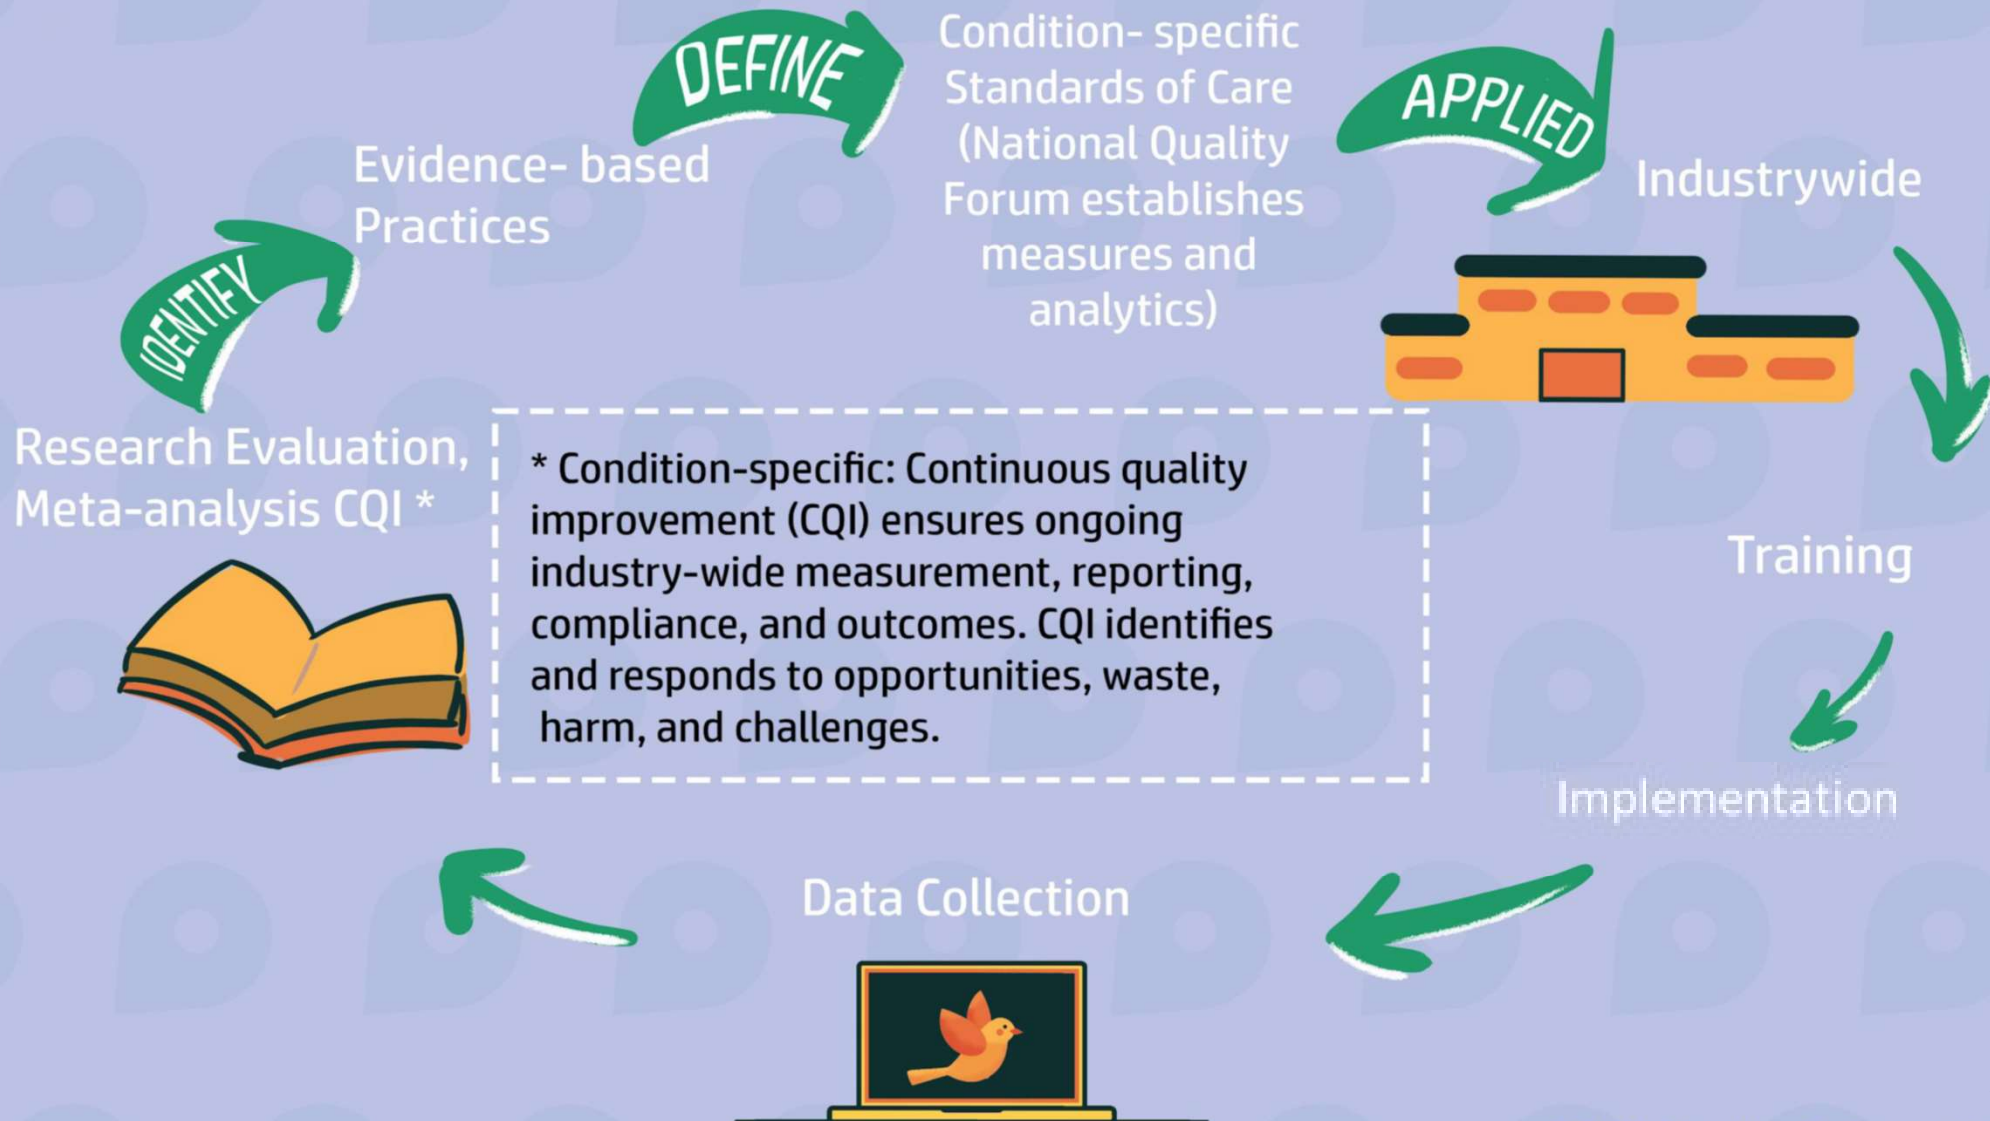 DEFINE
Condition- specific
Standards of Care
(National Quality
Forum establishes
measures and
analytics)
APPLIED
Industrywide
Evidence- based
Practices
IDENTIFY
Research Evaluation,
Meta-analysis CQI *
* Condition-specific: Continuous quality
improvement (CQI) ensures ongoing
industry-wide measurement, reporting,
compliance, and outcomes. CQI identifies
and responds to opportunities, waste,
harm, and challenges.
Training
Implementation
Data Collection